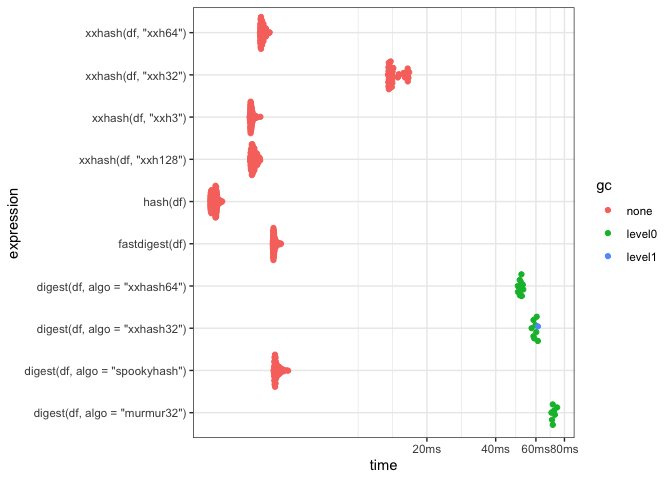 expression
xxhash(df, "xxh64")
xxhash(df, "xxh32")
xxhash(df, "xxh3")
xxhash(df, "xxh128")
hash(df)
fastdigest(df)
digest(df, algo = "xxhash64")
digest(df, algo = "xxhash32")
digest(df, algo = "spookyhash")
digest(df, algo = "murmur32")
20ms 40ms 60ms 80ms
time
gc
none
level0
level1